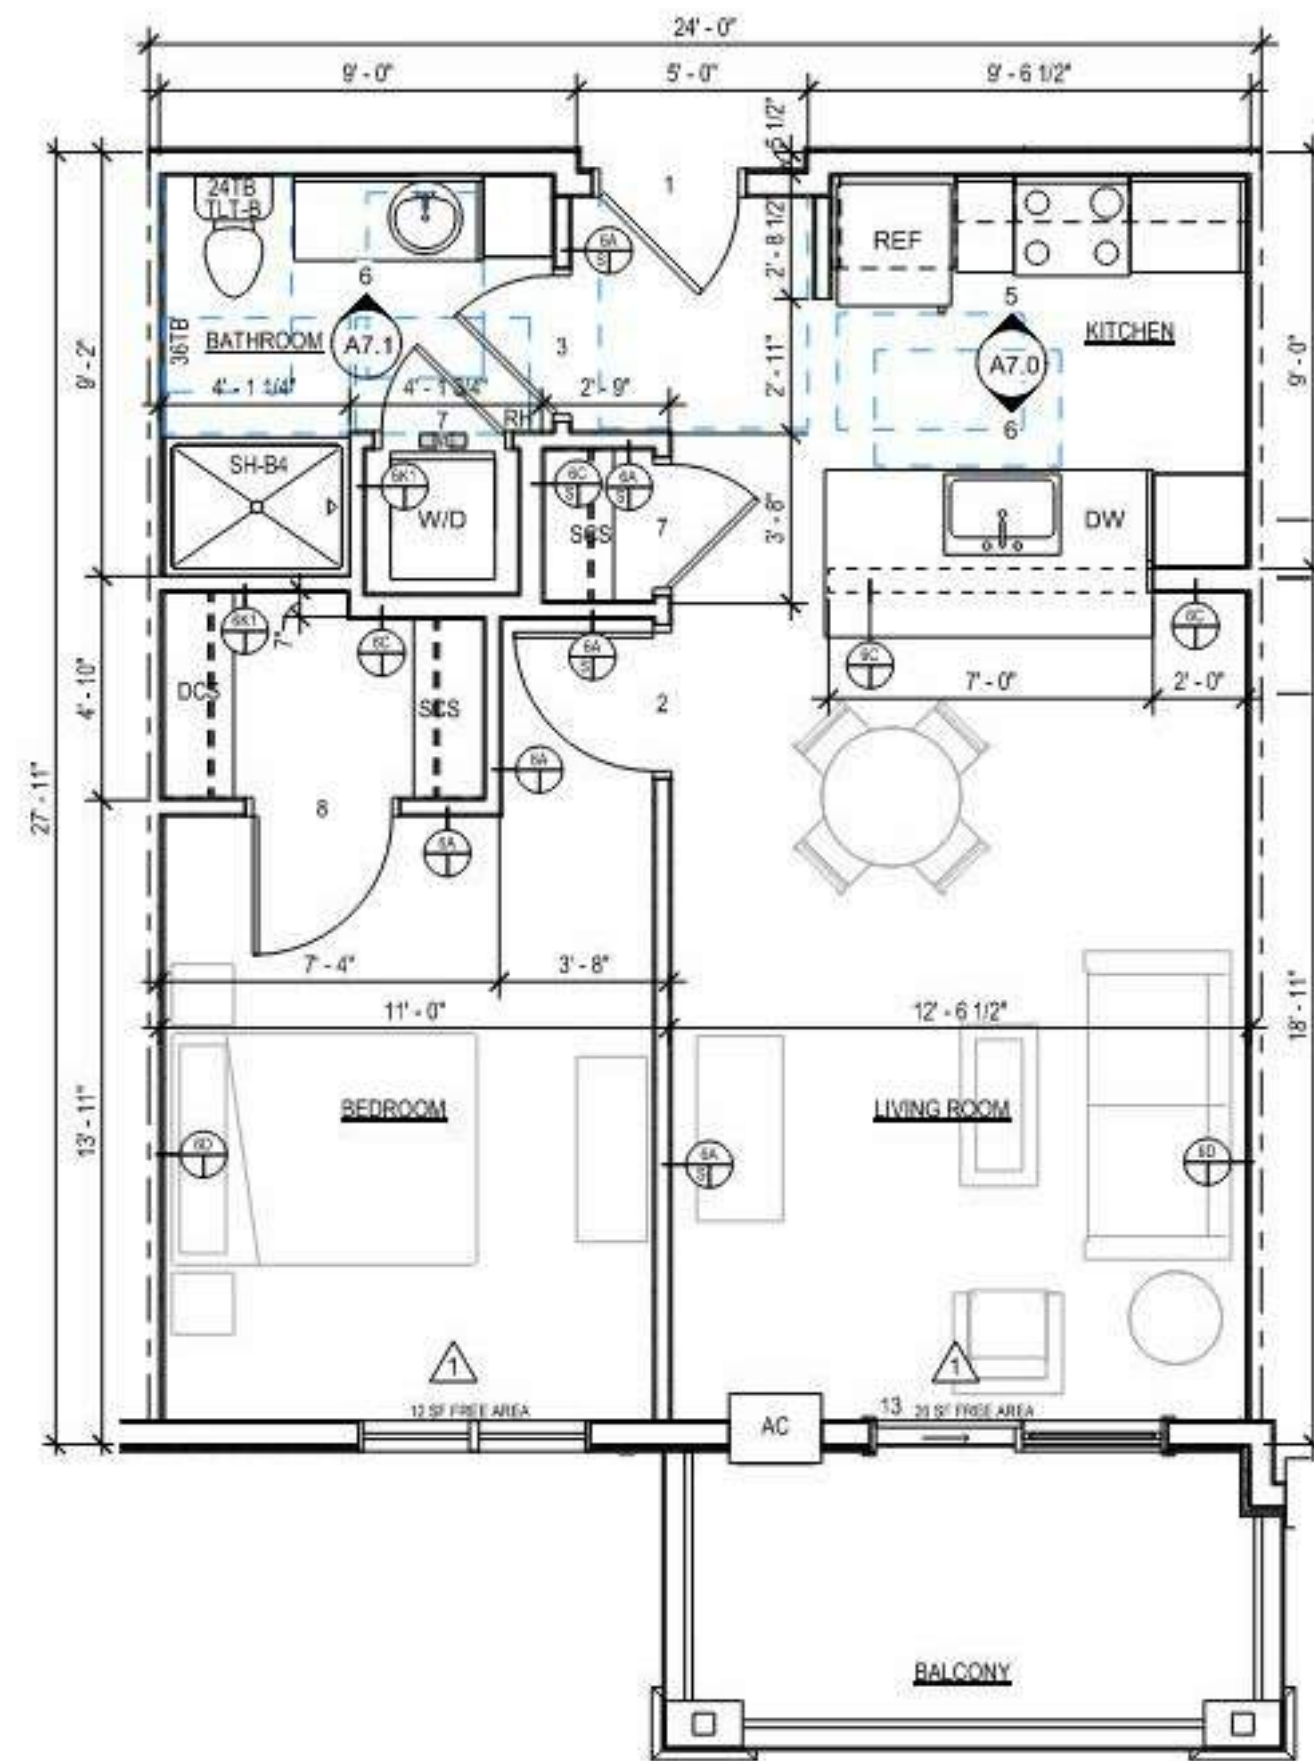 24' - 0"
9' - 0"
5' - 0"
9' - 6 1/2"
1
24TB
TLT-B
6A
S
2' - 8 1/2"
REF
6
5
36TB
BATHROOM
A7.1
3
2' - 11"
A7.0
KITCHEN
9' - 2"
9' - 0"
4' - 1 1/4"
4' - 1 3/4"
2' - 9"
7
RH
6
SH-B4
6K1
6C
S
6A
S
W/D
SCS
7
3' - 8"
DW
6K1
7"
6C
6A
S
6C
6C
4' - 10"
DCS
SCS
2
7' - 0"
2' - 0"
6A
27' - 11"
8
6A
7' - 4"
3' - 8"
11' - 0"
12' - 6 1/2"
18' - 11"
13' - 11"
BEDROOM
LIVING ROOM
6D
6A
S
6D
1
1
12 SF FREE AREA
AC
13
20 SF FREE AREA
BALCONY